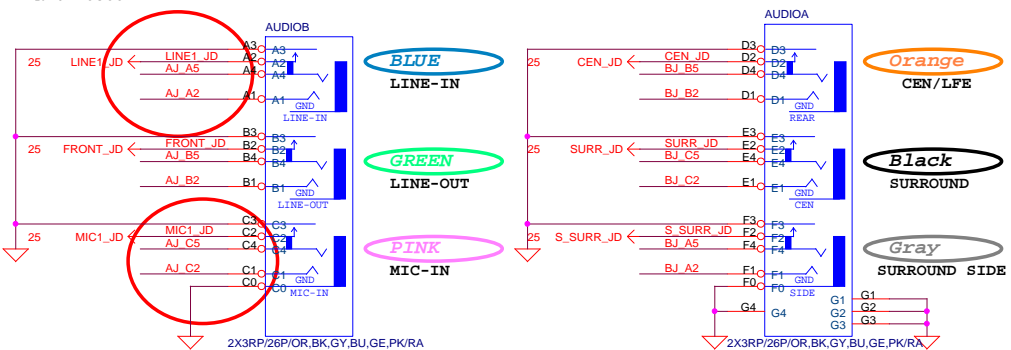 AUDIOB
A3 A3
25 LINE1_JD LINE1_JD A2 A2
AJ_A5 A4 A4
AJ_A2 A1 A1
GND
LINE-IN
BLUE
LINE-IN
B3 B3
25 FRONT_JD FRONT_JD B2 B2
AJ_B5 B4 B4
AJ_B2 B1 B1
GND
LINE-OUT
GREEN
LINE-OUT
C3 C3
25 MIC1_JD MIC1_JD C2 C2
AJ_C5 C4 C4
AJ_C2 C1 C1
GND
C0 C0
MIC-IN
PINK
MIC-IN
2X3RP/26P/OR,BK,GY,BU,GE,PK/RA
AUDIOA
D3 D3
25 CEN_JD CEN_JD D2 D2
BJ_B5 D4 D4
BJ_B2 D1 D1
GND
REAR
Orange
CEN/LFE
E3 E3
25 SURR_JD SURR_JD E2 E2
BJ_C5 E4 E4
BJ_C2 E1 E1
GND
CEN
Black
SURROUND
F3 F3
25 S_SURR_JD S_SURR_JD F2 F2
BJ_A5 F4 F4
BJ_A2 F1 F1
GND
F0 F0
SIDE
Gray
SURROUND SIDE
G4 G4
G1 G1
G2 G2
G3 G3
2X3RP/26P/OR,BK,GY,BU,GE,PK/RA